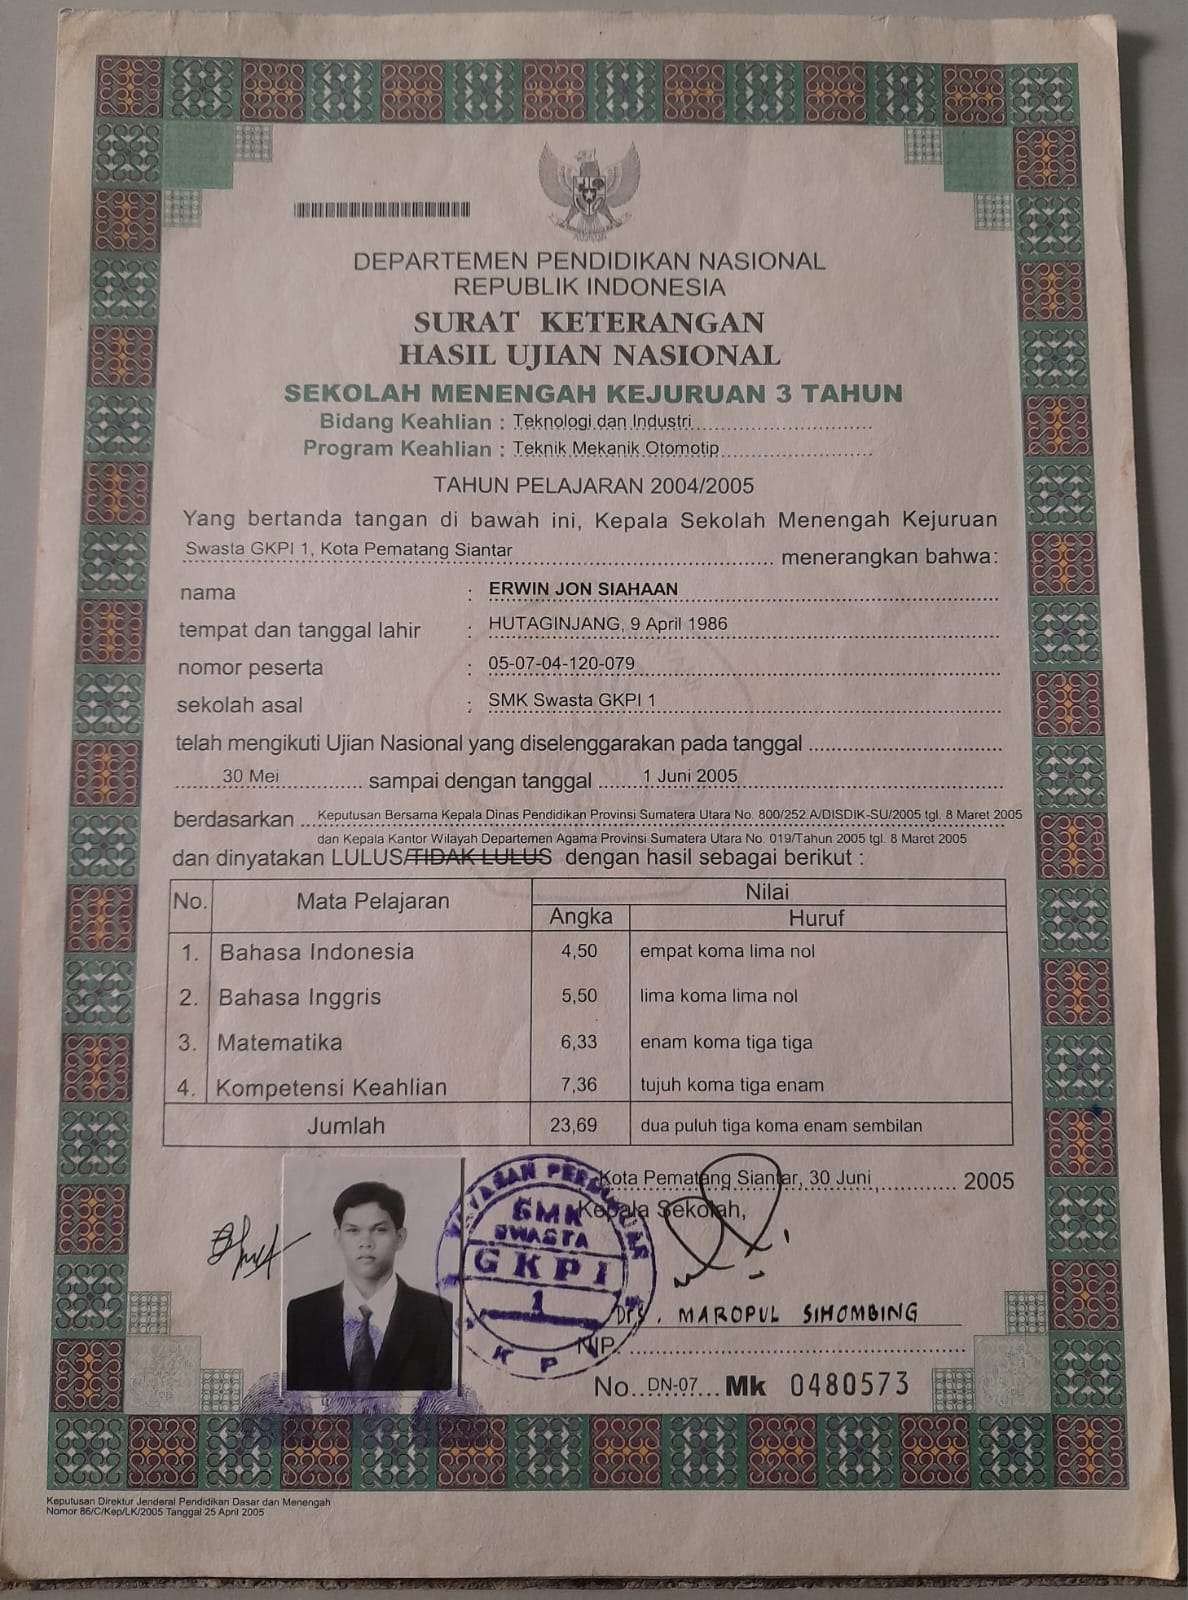 DEPARTEMEN PENDIDIKAN NASIONAL
REPUBLIK INDONESIA
SURAT KETERANGAN
HASIL UJIAN NASIONAL
SEKOLAH MENENGAH KEJURUAN 3 TAHUN
Bidang Keahlian : Teknologi dan Industri
Program Keahlian : Teknik Mekanik Otomotip
TAHUN PELAJARAN 2004/2005
Yang bertanda tangan di bawah ini, Kepala Sekolah Menengah Kejuruan
Swasta GKPI 1, Kota Pematang Siantar menerangkan bahwa:
nama : ERWIN JON SIAHAAN
tempat dan tanggal lahir : HUTAGINJANG, 9 April 1986
nomor peserta : 05-07-04-120-079
sekolah asal : SMK Swasta GKPI 1
telah mengikuti Ujian Nasional yang diselenggarakan pada tanggal
30 Mei sampai dengan tanggal 1 Juni 2005
berdasarkan Keputusan Bersama Kepala Dinas Pendidikan Provinsi Sumatera Utara No. 800/252.A/DISDIK-SU/2005 tgl. 8 Maret 2005
dan Kepala Kantor Wilayah Departemen Agama Provinsi Sumatera Utara No. 019/Tahun 2005 tgl. 8 Maret 2005
dan dinyatakan LULUS/TIDAK LULUS dengan hasil sebagai berikut :
No. Mata Pelajaran Nilai
Angka Huruf
1. Bahasa Indonesia 4,50 empat koma lima nol
2. Bahasa Inggris 5,50 lima koma lima nol
3. Matematika 6,33 enam koma tiga tiga
4. Kompetensi Keahlian 7,36 tujuh koma tiga enam
Jumlah 23,69 dua puluh tiga koma enam sembilan
Kota Pematang Siantar, 30 Juni 2005
Kepala Sekolah,
SMK
SWASTA
GKPI
1
Drs. MAROPUL SIHOMBING
NIP.
No. DN-07 Mk 0480573
Keputusan Direktur Jenderal Pendidikan Dasar dan Menengah
Nomor 86/C/Kep/LK/2005 Tanggal 25 April 2005